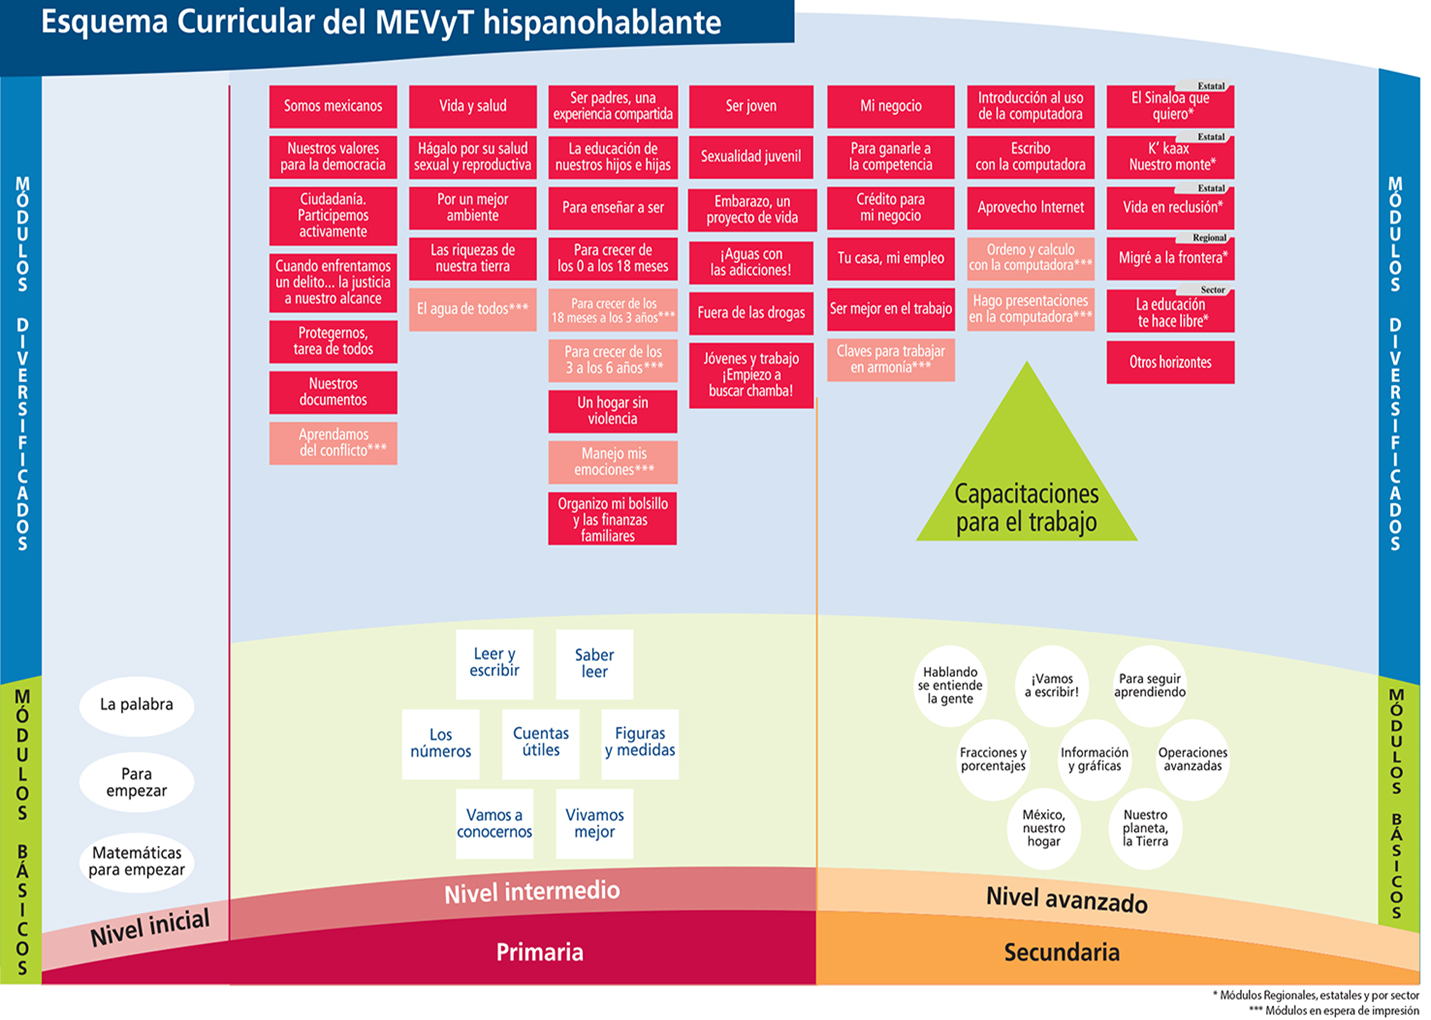 Esquema Curricular del MEVyT hispanohablante
MÓDULOS DIVERSIFICADOS
MÓDULOS BÁSICOS
Somos mexicanos
Nuestros valores
para la democracia
Ciudadanía.
Participemos
activamente
Cuando enfrentamos
un delito... la justicia
a nuestro alcance
Protegernos,
tarea de todos
Nuestros
documentos
Aprendamos
del conflicto***
Vida y salud
Hágalo por su salud
sexual y reproductiva
Por un mejor
ambiente
Las riquezas de
nuestra tierra
El agua de todos***
Ser padres, una
experiencia compartida
La educación de
nuestros hijos e hijas
Para enseñar a ser
Para crecer de
los 0 a los 18 meses
Para crecer de los
18 meses a los 3 años***
Para crecer de los
3 a los 6 años***
Un hogar sin
violencia
Manejo mis
emociones***
Organizo mi bolsillo
y las finanzas
familiares
Ser joven
Sexualidad juvenil
Embarazo, un
proyecto de vida
¡Aguas con
las adicciones!
Fuera de las drogas
Jóvenes y trabajo
¡Empiezo a
buscar chamba!
Mi negocio
Para ganarle a
la competencia
Crédito para
mi negocio
Tu casa, mi empleo
Ser mejor en el trabajo
Claves para trabajar
en armonía***
Introducción al uso
de la computadora
Escribo
con la computadora
Aprovecho Internet
Ordeno y calculo
con la computadora***
Hago presentaciones
en la computadora***
Estatal
El Sinaloa que
quiero*
Estatal
K' kaax
Nuestro monte*
Estatal
Vida en reclusión*
Regional
Migré a la frontera*
Sector
La educación
te hace libre*
Otros horizontes
Capacitaciones
para el trabajo
MÓDULOS DIVERSIFICADOS
MÓDULOS BÁSICOS
La palabra
Para
empezar
Matemáticas
para empezar
Leer y
escribir
Saber
leer
Los
números
Cuentas
útiles
Figuras
y medidas
Vamos a
conocernos
Vivamos
mejor
Hablando
se entiende
la gente
¡Vamos
a escribir!
Para seguir
aprendiendo
Fracciones y
porcentajes
Información
y gráficas
Operaciones
avanzadas
México,
nuestro
hogar
Nuestro
planeta,
la Tierra
Nivel inicial
Nivel intermedio
Nivel avanzado
Primaria
Secundaria
* Módulos Regionales, estatales y por sector
*** Módulos en espera de impresión